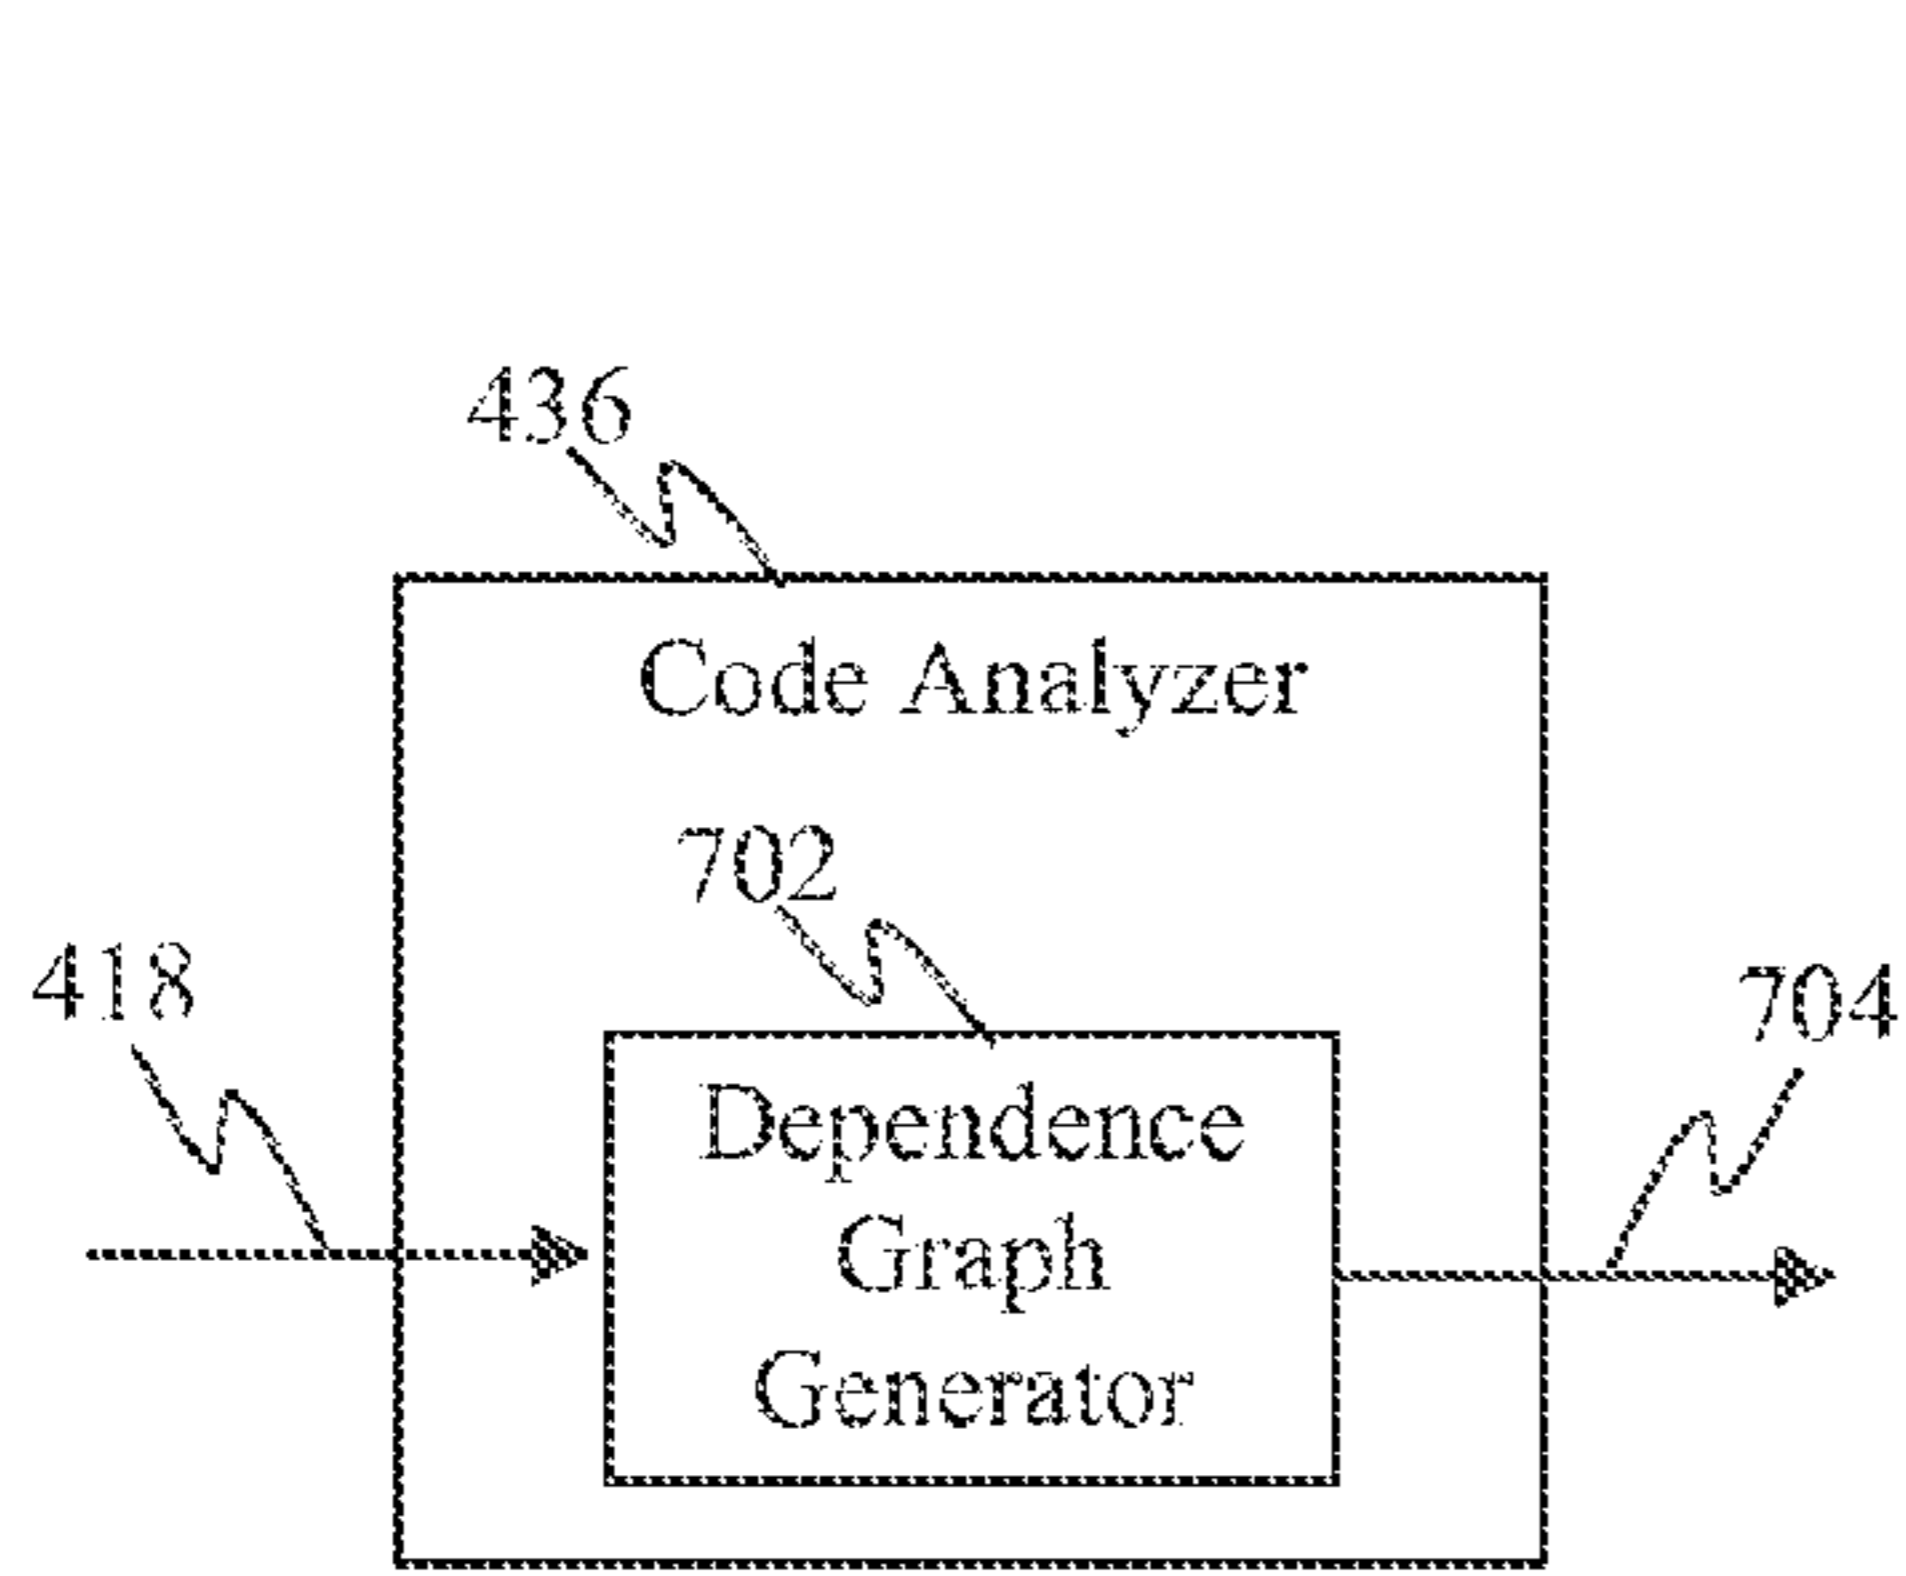 436
Code Analyzer
702
418
704
Dependence
Graph
Generator